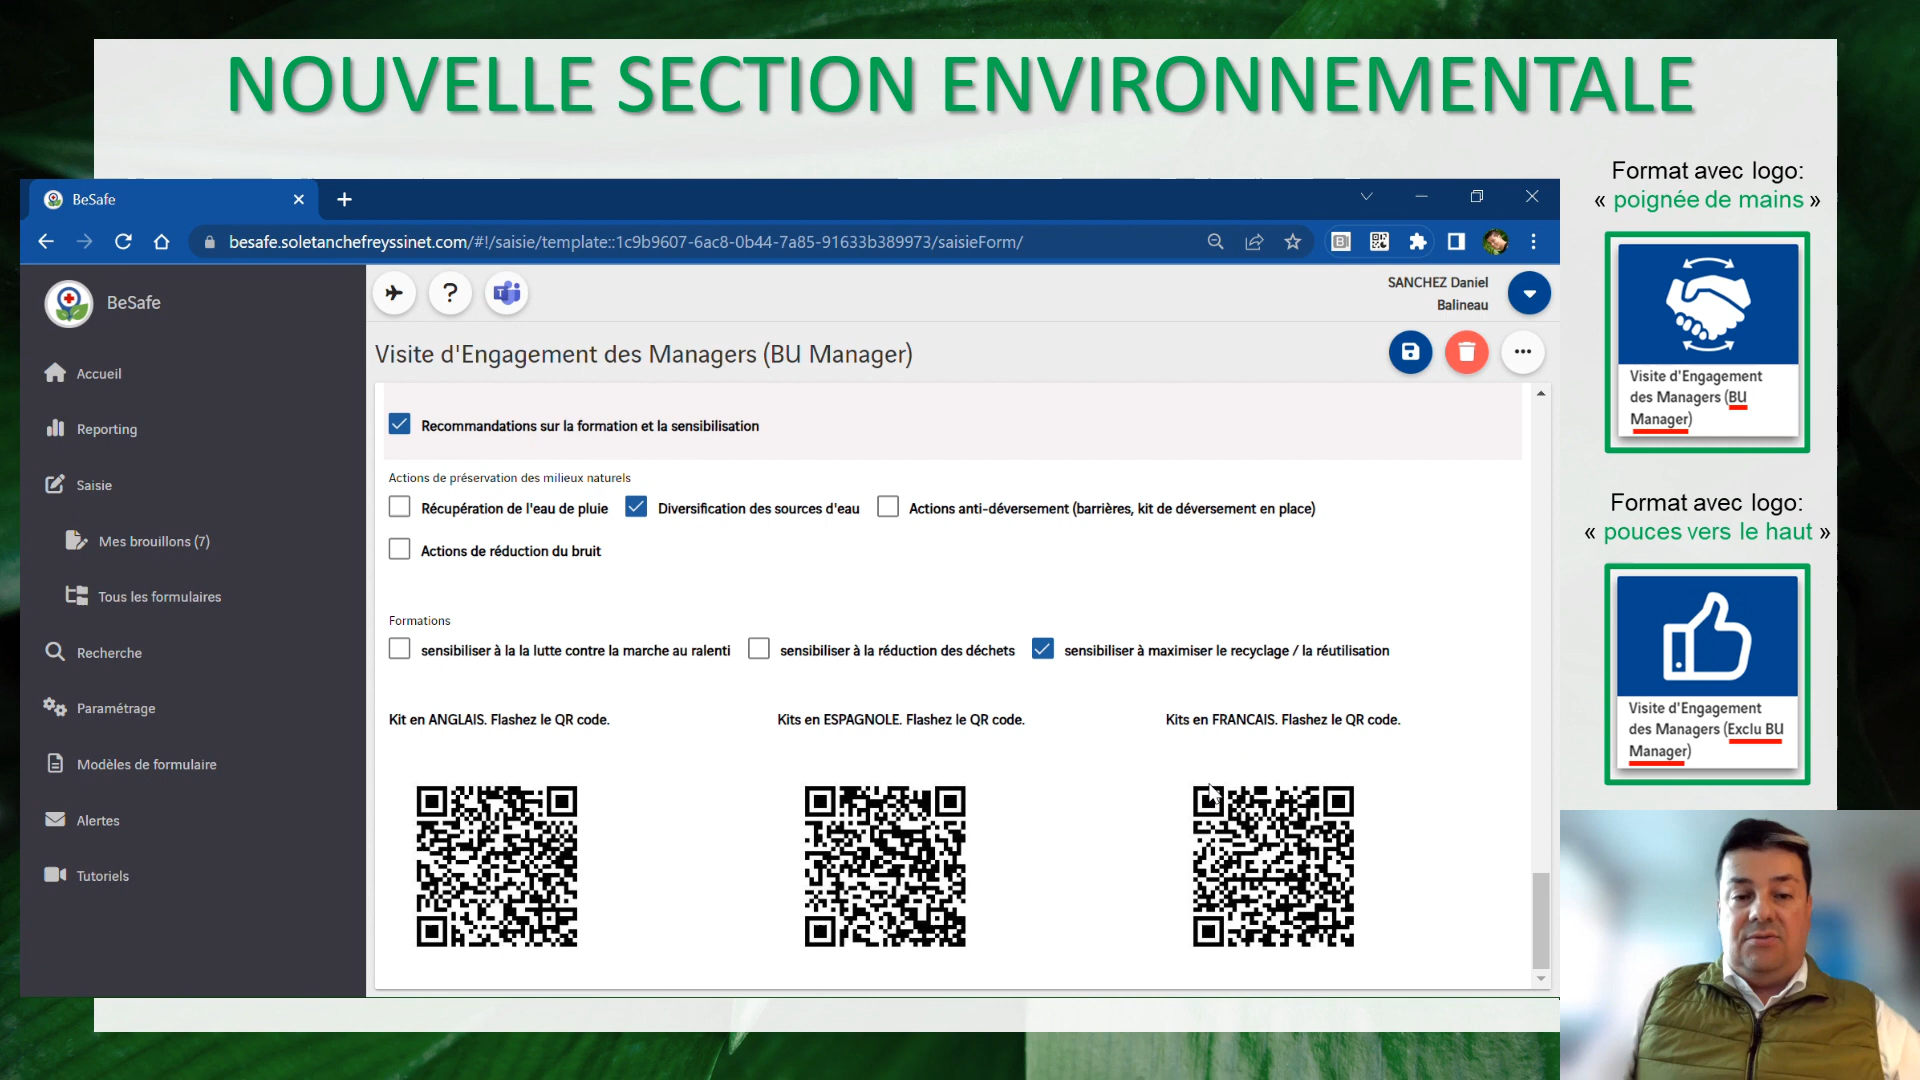 NOUVELLE SECTION ENVIRONNEMENTALE
BeSafe
besafe.soletanchefreyssinet.com/#!/saisie/template::1c9b9607-6ac8-0b44-7a85-91633b389973/saisieForm/
BeSafe
Accueil
Reporting
Saisie
Mes brouillons (7)
Tous les formulaires
Recherche
Paramétrage
Modèles de formulaire
Alertes
Tutoriels
?
SANCHEZ Daniel
Balineau
Visite d'Engagement des Managers (BU Manager)
Recommandations sur la formation et la sensibilisation
Actions de préservation des milieux naturels
Récupération de l'eau de pluie
Diversification des sources d'eau
Actions anti-déversement (barrières, kit de déversement en place)
Actions de réduction du bruit
Formations
sensibiliser à la la lutte contre la marche au ralenti
sensibiliser à la réduction des déchets
sensibiliser à maximiser le recyclage / la réutilisation
Kit en ANGLAIS. Flashez le QR code.
Kits en ESPAGNOLE. Flashez le QR code.
Kits en FRANCAIS. Flashez le QR code.
Format avec logo:
« poignée de mains »
Visite d'Engagement
des Managers (BU
Manager)
Format avec logo:
« pouces vers le haut »
Visite d'Engagement
des Managers (Exclu BU
Manager)